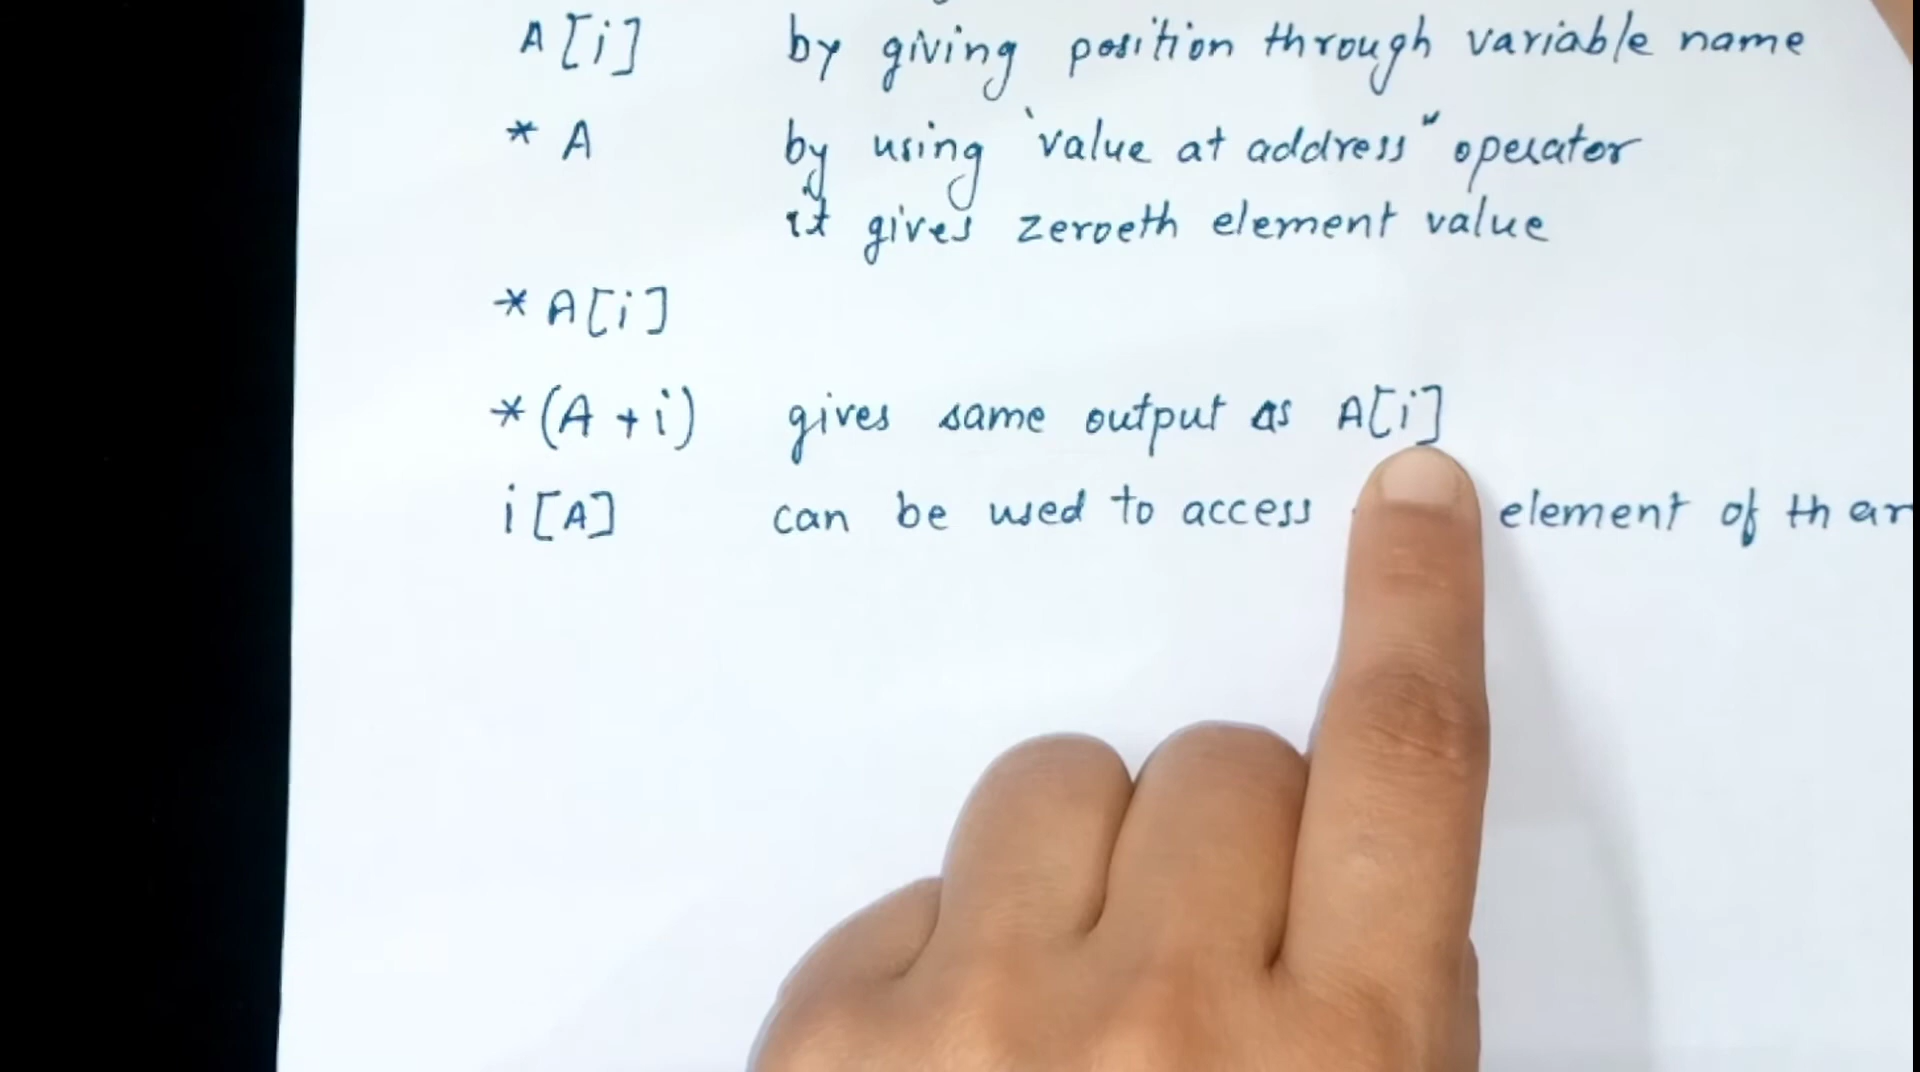 A[i] by giving position through variable name
* A by using "value at address" operator
it gives zeroeth element value
* A[i]
* (A + i) gives same output as A[i]
i[A] can be used to access element of th ar